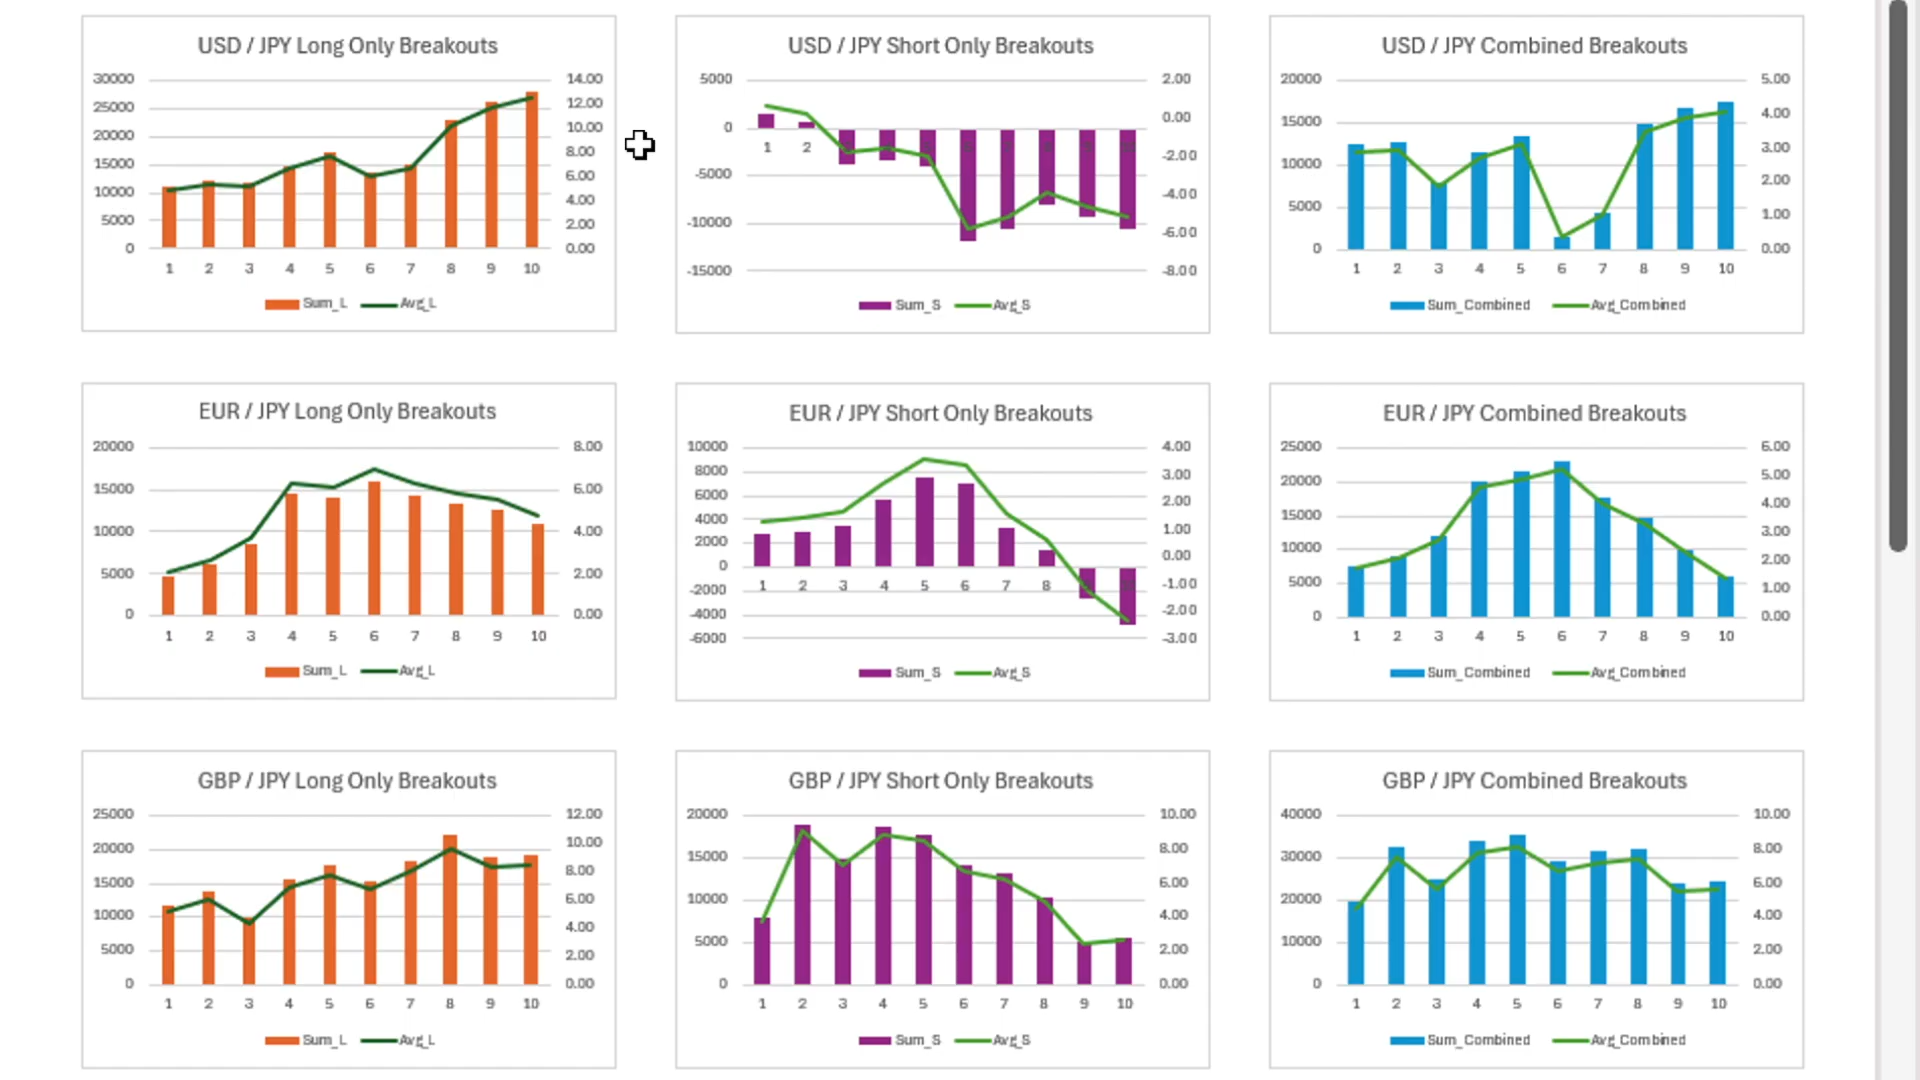 USD / JPY Long Only Breakouts
30000 14.00
25000 12.00
20000 10.00
15000 8.00
10000 6.00
5000 4.00
0 2.00
0.00
1 2 3 4 5 6 7 8 9 10
Sum_L Avg_L
USD / JPY Short Only Breakouts
5000 2.00
0 0.00
-5000 -2.00
-10000 -4.00
-15000 -6.00
-8.00
1 2
Sum_S Avg_S
USD / JPY Combined Breakouts
20000 5.00
15000 4.00
10000 3.00
5000 2.00
0 1.00
0.00
1 2 3 4 5 6 7 8 9 10
Sum_Combined Avg_Combined
EUR / JPY Long Only Breakouts
20000 8.00
15000 6.00
10000 4.00
5000 2.00
0 0.00
1 2 3 4 5 6 7 8 9 10
Sum_L Avg_L
EUR / JPY Short Only Breakouts
10000 4.00
8000 3.00
6000 2.00
4000 1.00
2000 0.00
0 -1.00
-2000 -2.00
-4000 -3.00
-6000
1 2 3 4 5 6 7 8
Sum_S Avg_S
EUR / JPY Combined Breakouts
25000 6.00
20000 5.00
15000 4.00
10000 3.00
5000 2.00
0 1.00
0.00
1 2 3 4 5 6 7 8 9 10
Sum_Combined Avg_Combined
GBP / JPY Long Only Breakouts
25000 12.00
20000 10.00
15000 8.00
10000 6.00
5000 4.00
0 2.00
0.00
1 2 3 4 5 6 7 8 9 10
Sum_L Avg_L
GBP / JPY Short Only Breakouts
20000 10.00
15000 8.00
10000 6.00
5000 4.00
0 2.00
0.00
1 2 3 4 5 6 7 8 9 10
Sum_S Avg_S
GBP / JPY Combined Breakouts
40000 10.00
30000 8.00
20000 6.00
10000 4.00
0 2.00
0.00
1 2 3 4 5 6 7 8 9 10
Sum_Combined Avg_Combined